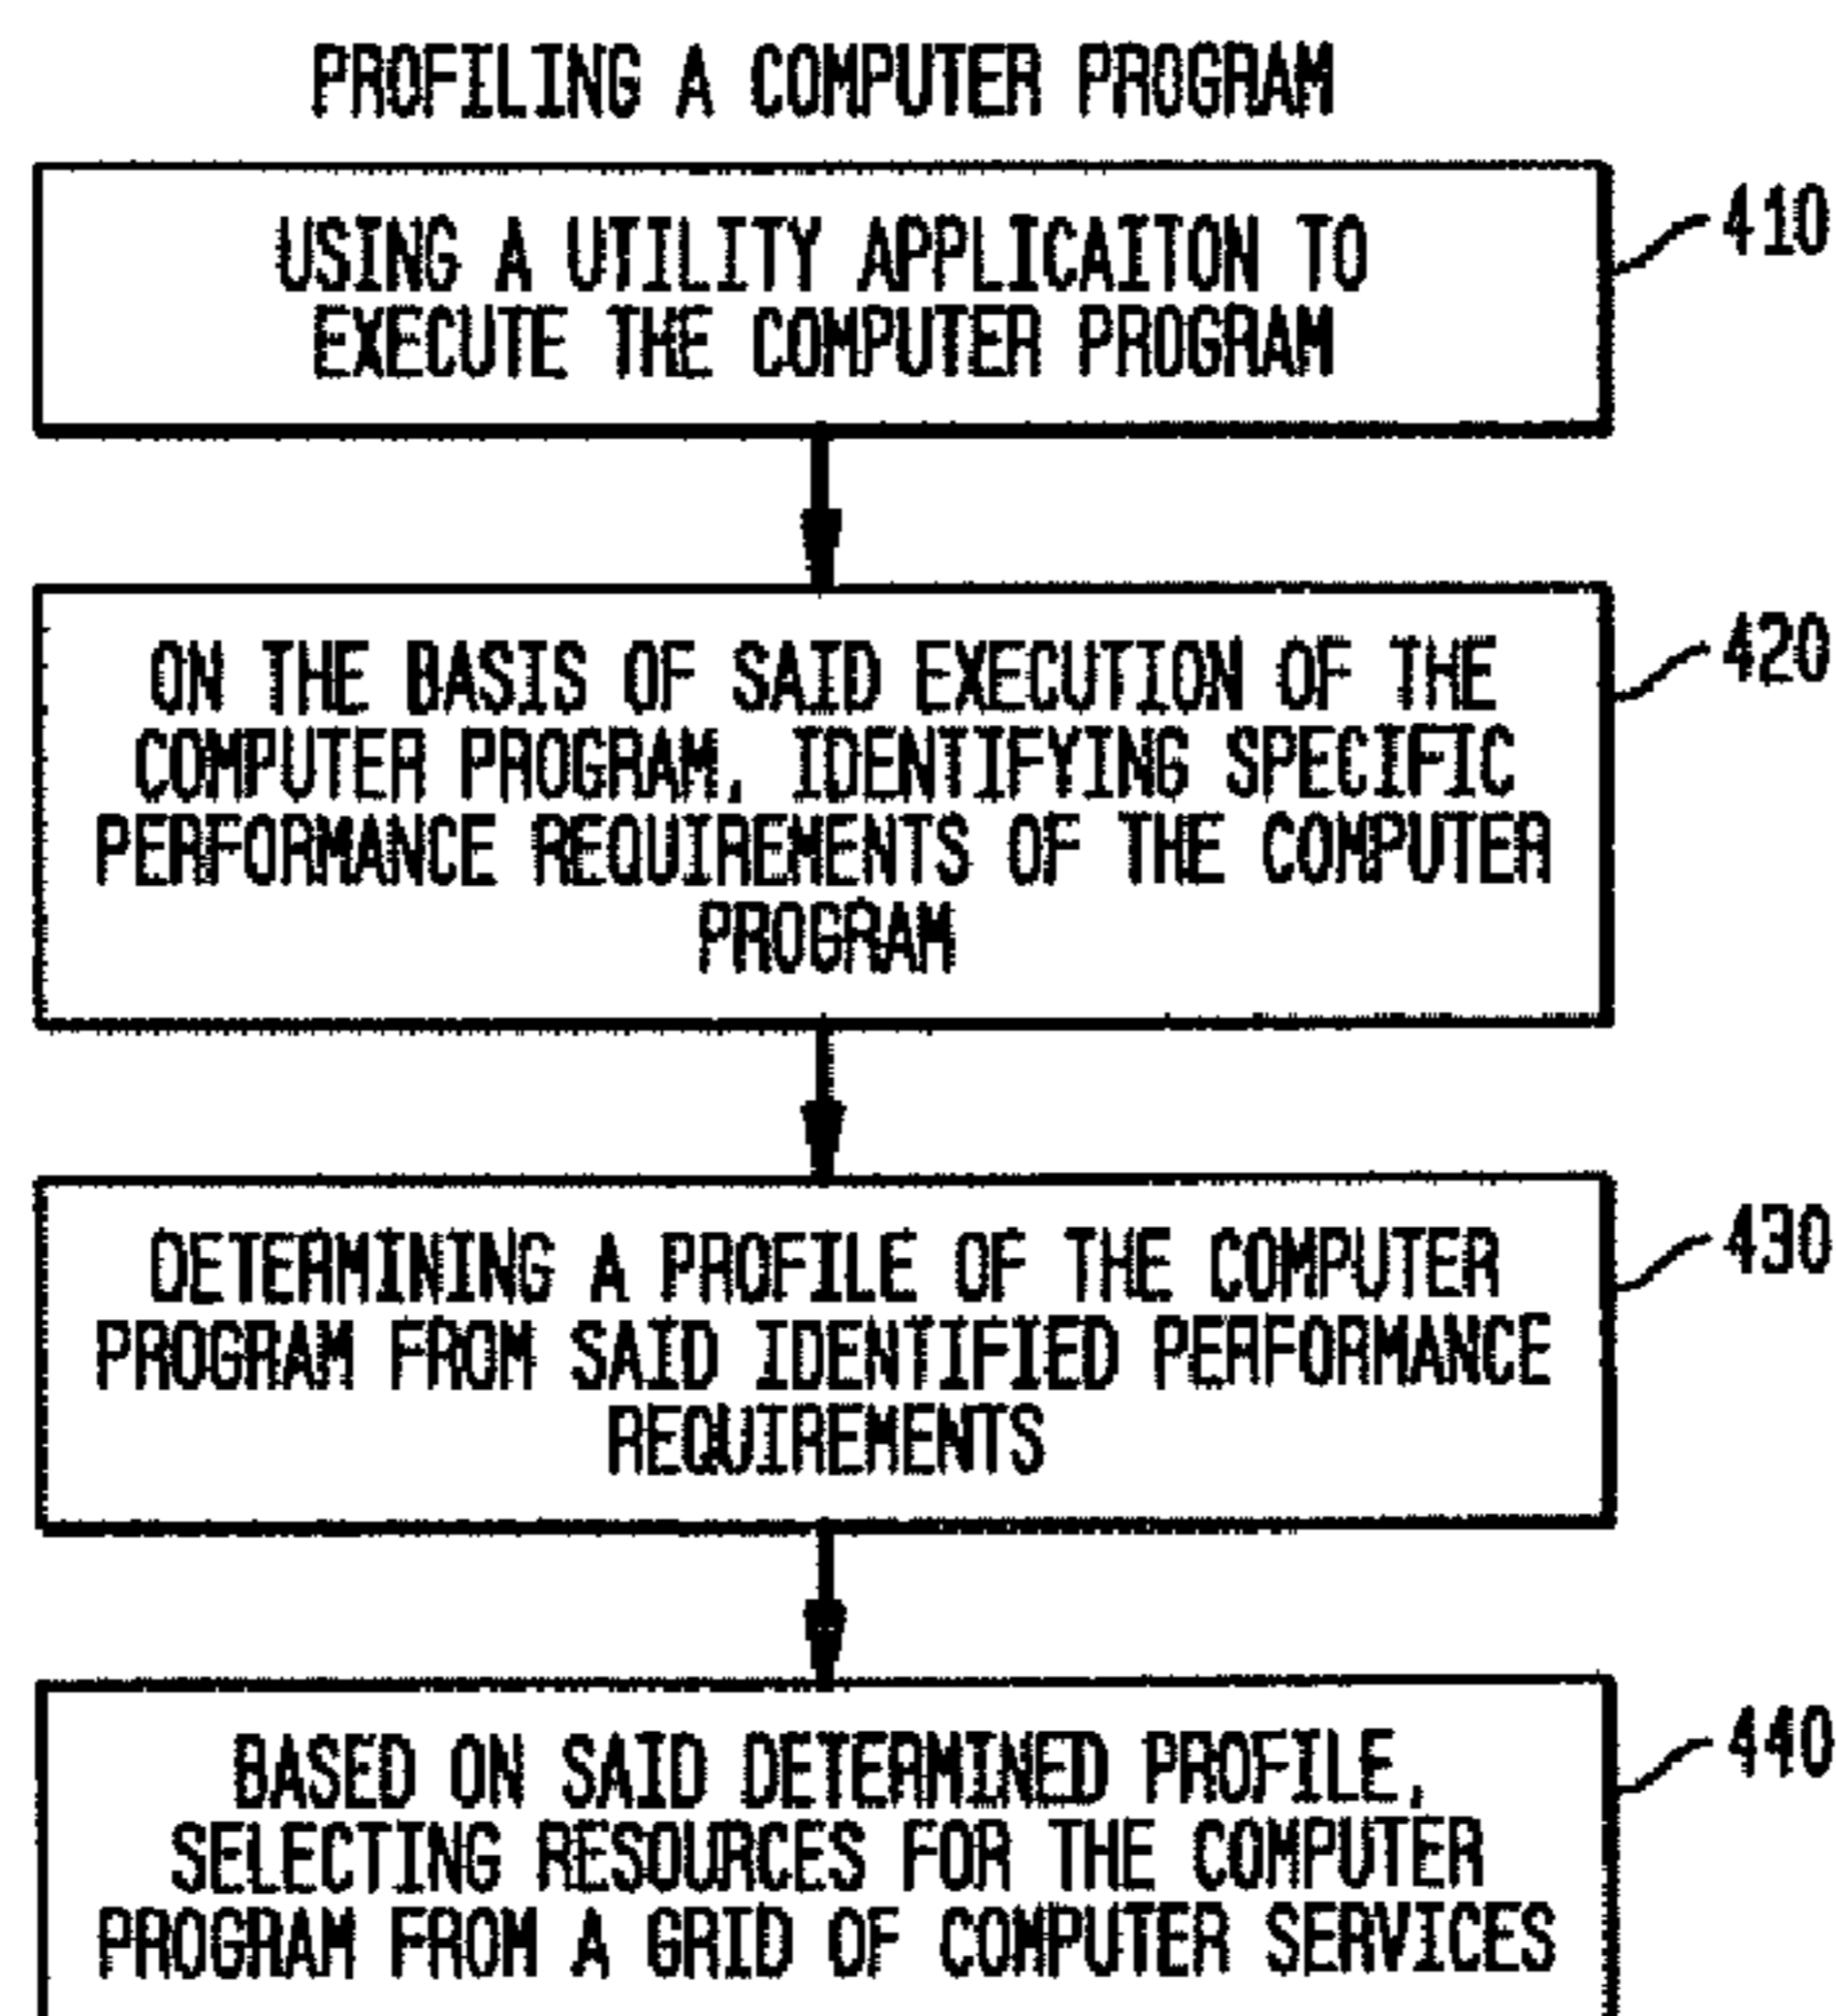 PROFILING A COMPUTER PROGRAM
USING A UTILITY APPLICAITON TO
EXECUTE THE COMPUTER PROGRAM
410
ON THE BASIS OF SAID EXECUTION OF THE
COMPUTER PROGRAM, IDENTIFYING SPECIFIC
PERFORMANCE REQUIREMENTS OF THE COMPUTER
PROGRAM
420
DETERMINING A PROFILE OF THE COMPUTER
PROGRAM FROM SAID IDENTIFIED PERFORMANCE
REQUIREMENTS
430
BASED ON SAID DETERMINED PROFILE,
SELECTING RESOURCES FOR THE COMPUTER
PROGRAM FROM A GRID OF COMPUTER SERVICES
440